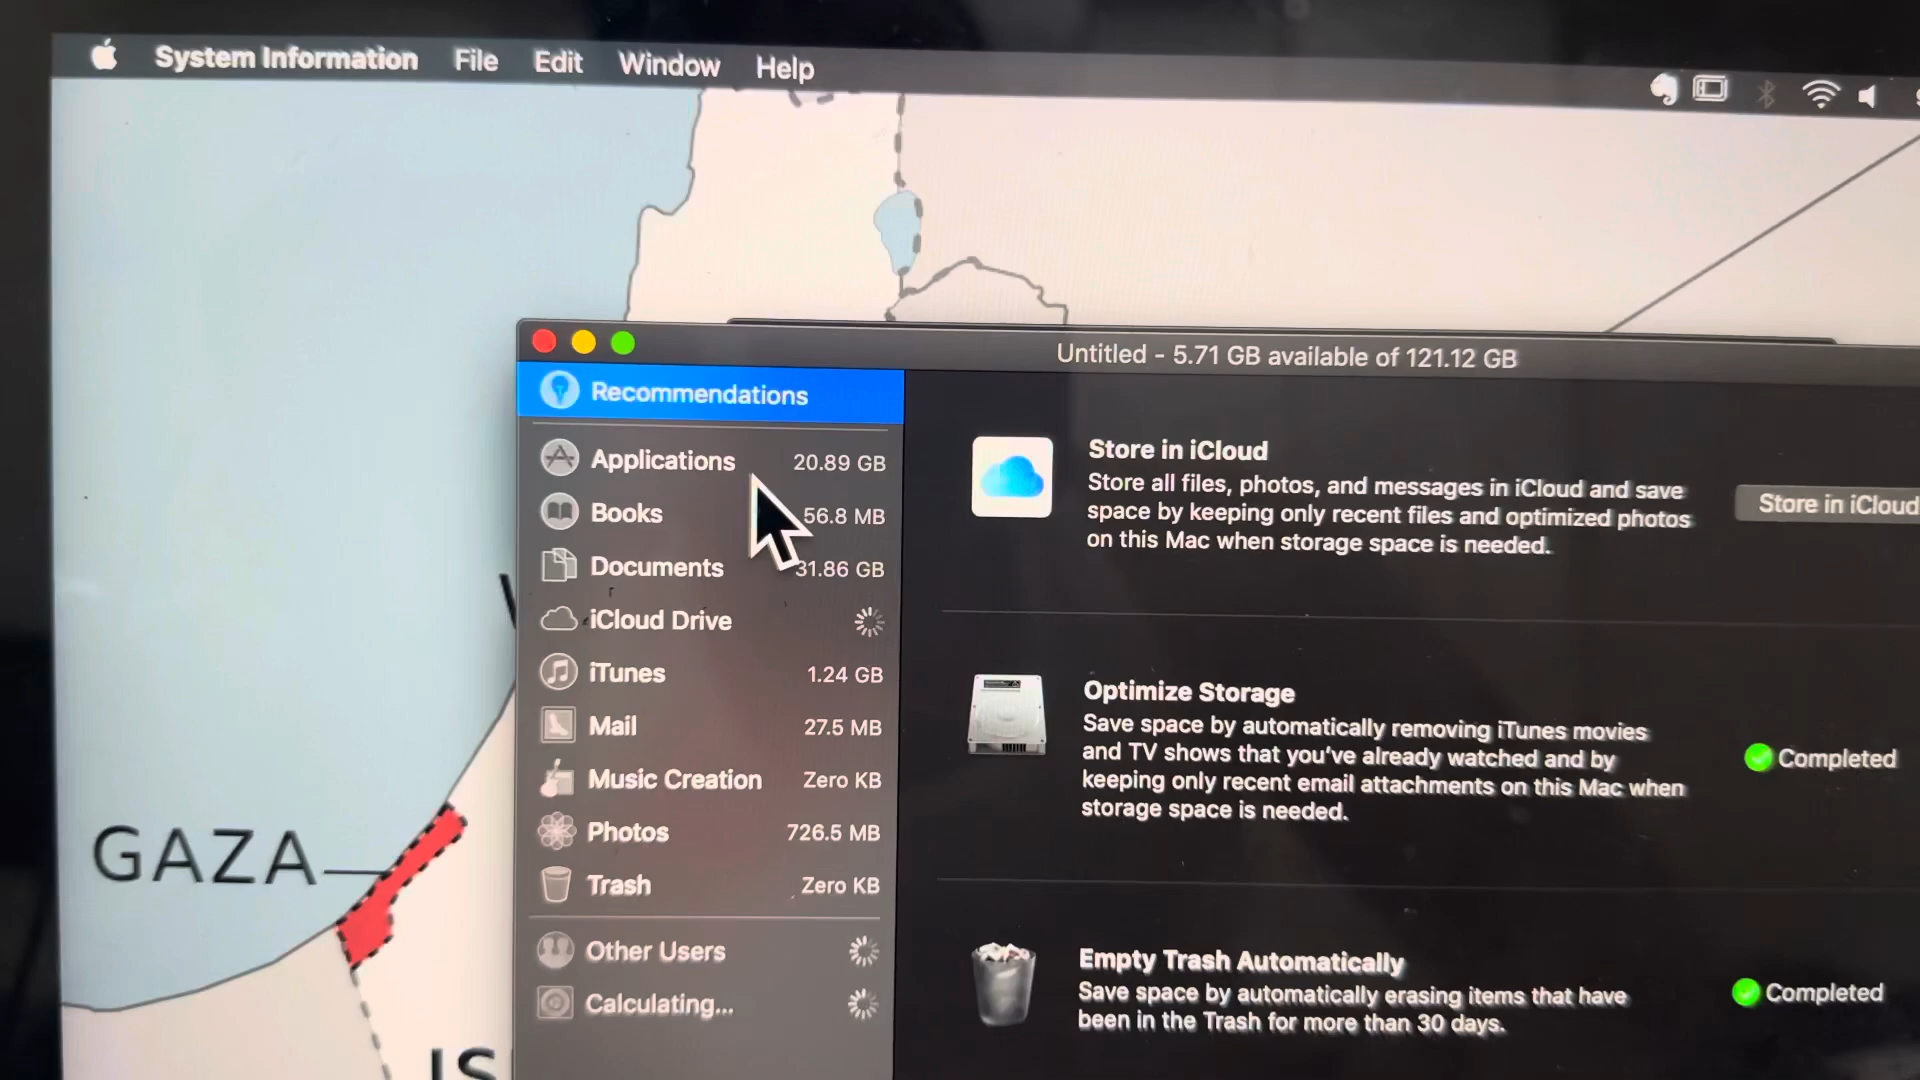 System Information File Edit Window Help
Untitled - 5.71 GB available of 121.12 GB
Recommendations
Applications 20.89 GB
Books 56.8 MB
Documents 31.86 GB
iCloud Drive
iTunes 1.24 GB
Mail 27.5 MB
Music Creation Zero KB
Photos 726.5 MB
Trash Zero KB
Other Users
Calculating...
Store in iCloud
Store all files, photos, and messages in iCloud and save
space by keeping only recent files and optimized photos
on this Mac when storage space is needed.
Store in iCloud
Optimize Storage
Save space by automatically removing iTunes movies
and TV shows that you've already watched and by
keeping only recent email attachments on this Mac when
storage space is needed.
Completed
Empty Trash Automatically
Save space by automatically erasing items that have
been in the Trash for more than 30 days.
Completed
GAZA
IS